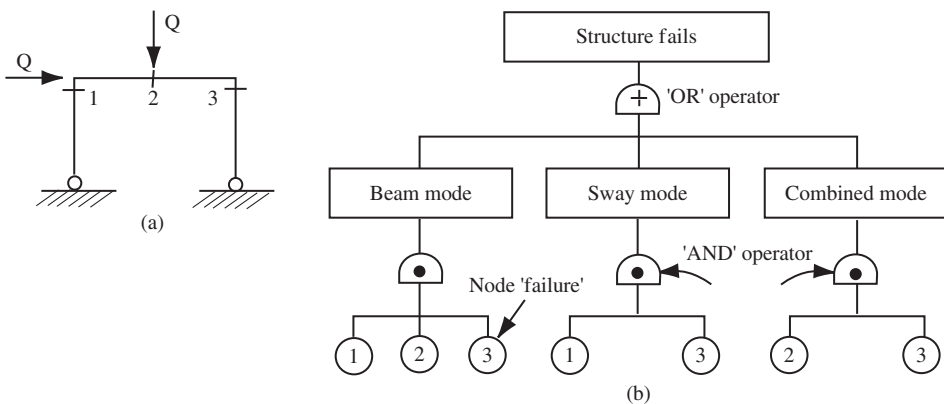 Q
Q
1 2 3
(a)
Structure fails
+ 'OR' operator
Beam mode Sway mode Combined mode
'AND' operator
Node 'failure'
1 2 3 1 3 2 3
(b)